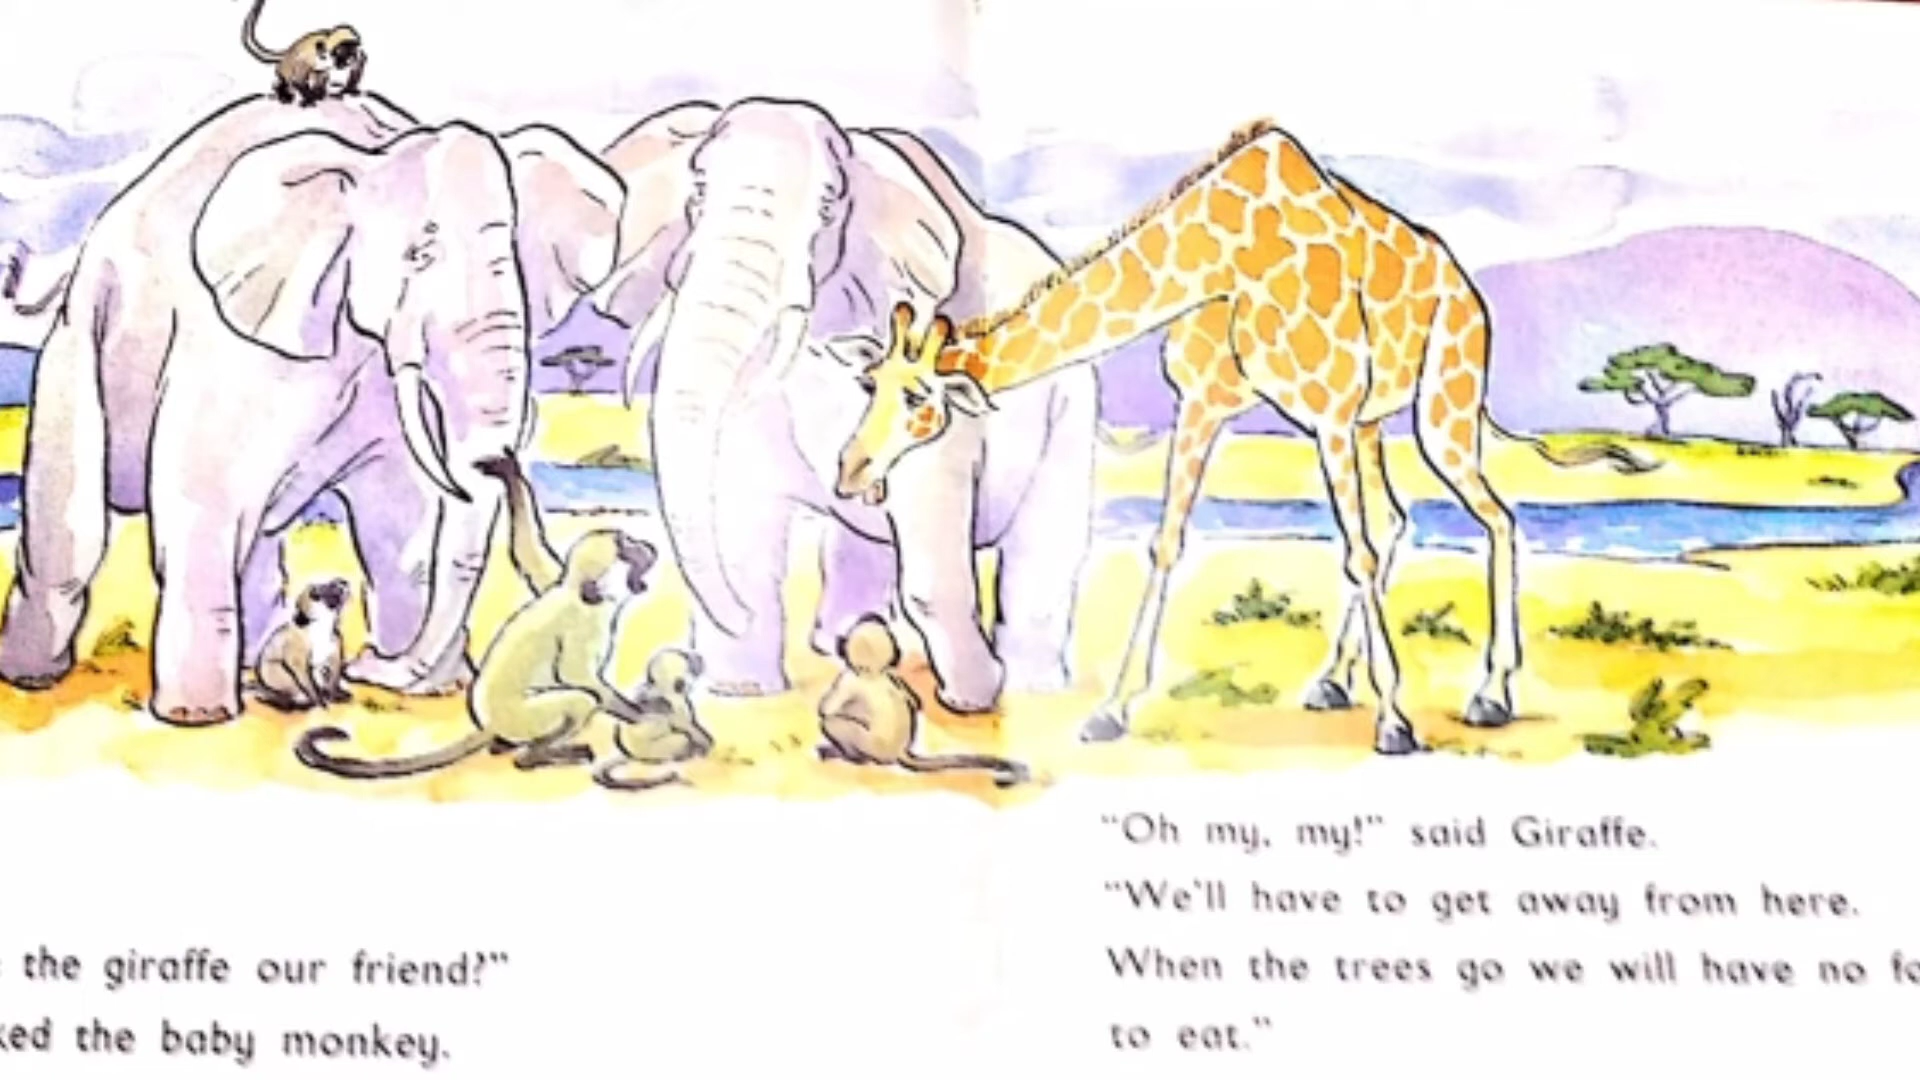 the giraffe our friend?"
the baby monkey.
"Oh my, my!" said Giraffe.
"We'll have to get away from here.
When the trees go we will have no
to eat."